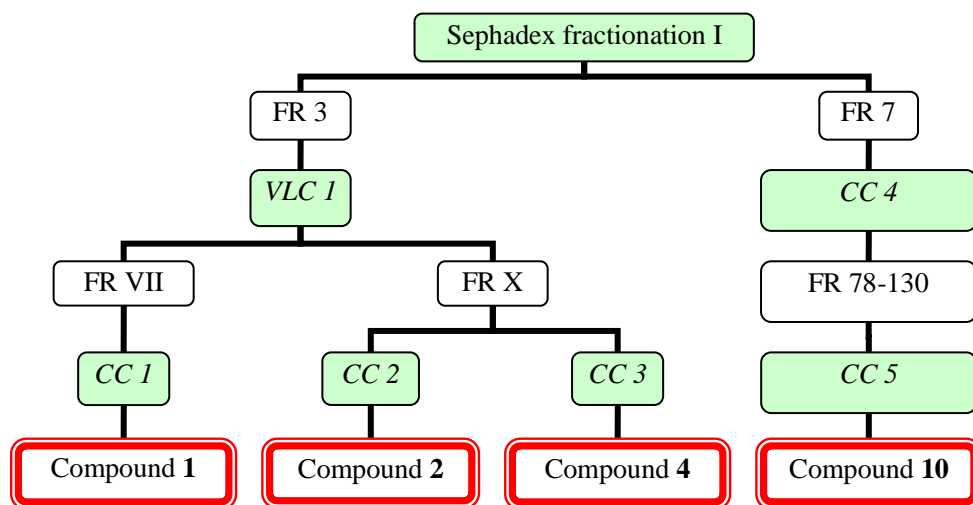 Sephadex fractionation I
FR 3
FR 7
VLC 1
CC 4
FR VII
FR X
FR 78-130
CC 1
CC 2
CC 3
CC 5
Compound 1
Compound 2
Compound 4
Compound 10